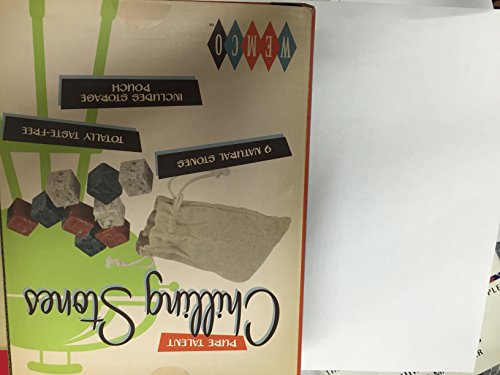 PURE TALENT
Chilling Stones
9 NATURAL STONES
TOTALLY TASTE-FREE
INCLUDES STORAGE
POUCH
WEMCO